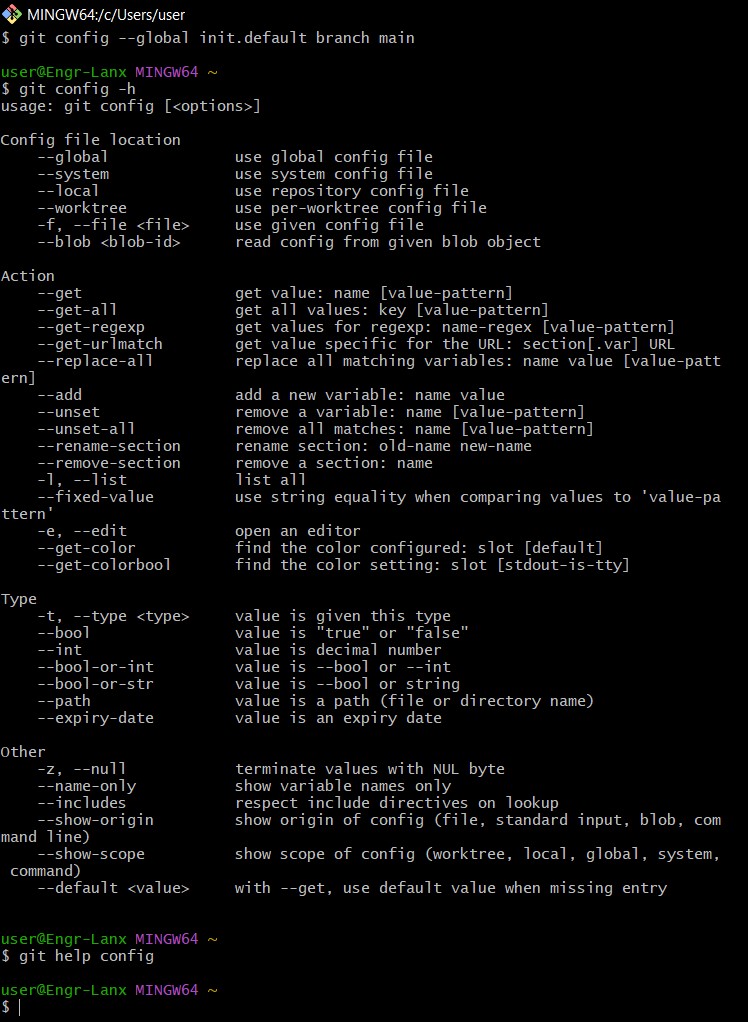 MINGW64:/c/Users/user
$ git config --global init.default branch main
user@Engr-Lanx MINGW64 ~
$ git config -h
usage: git config [<options>]
Config file location
    --global              use global config file
    --system              use system config file
    --local               use repository config file
    --worktree            use per-worktree config file
    -f, --file <file>     use given config file
    --blob <blob-id>      read config from given blob object
Action
    --get                 get value: name [value-pattern]
    --get-all             get all values: key [value-pattern]
    --get-regexp          get values for regexp: name-regex [value-pattern]
    --get-urlmatch        get value specific for the URL: section[.var] URL
    --replace-all         replace all matching variables: name value [value-patt
ern]
    --add                 add a new variable: name value
    --unset               remove a variable: name [value-pattern]
    --unset-all           remove all matches: name [value-pattern]
    --rename-section      rename section: old-name new-name
    --remove-section      remove a section: name
    -l, --list            list all
    --fixed-value         use string equality when comparing values to 'value-pa
ttern'
    -e, --edit            open an editor
    --get-color           find the color configured: slot [default]
    --get-colorbool       find the color setting: slot [stdout-is-tty]
Type
    -t, --type <type>     value is given this type
    --bool                value is "true" or "false"
    --int                 value is decimal number
    --bool-or-int         value is --bool or --int
    --bool-or-str         value is --bool or string
    --path                value is a path (file or directory name)
    --expiry-date         value is an expiry date
Other
    -z, --null            terminate values with NUL byte
    --name-only           show variable names only
    --includes            respect include directives on lookup
    --show-origin         show origin of config (file, standard input, blob, com
mand line)
    --show-scope          show scope of config (worktree, local, global, system,
 command)
    --default <value>     with --get, use default value when missing entry
user@Engr-Lanx MINGW64 ~
$ git help config
user@Engr-Lanx MINGW64 ~
$